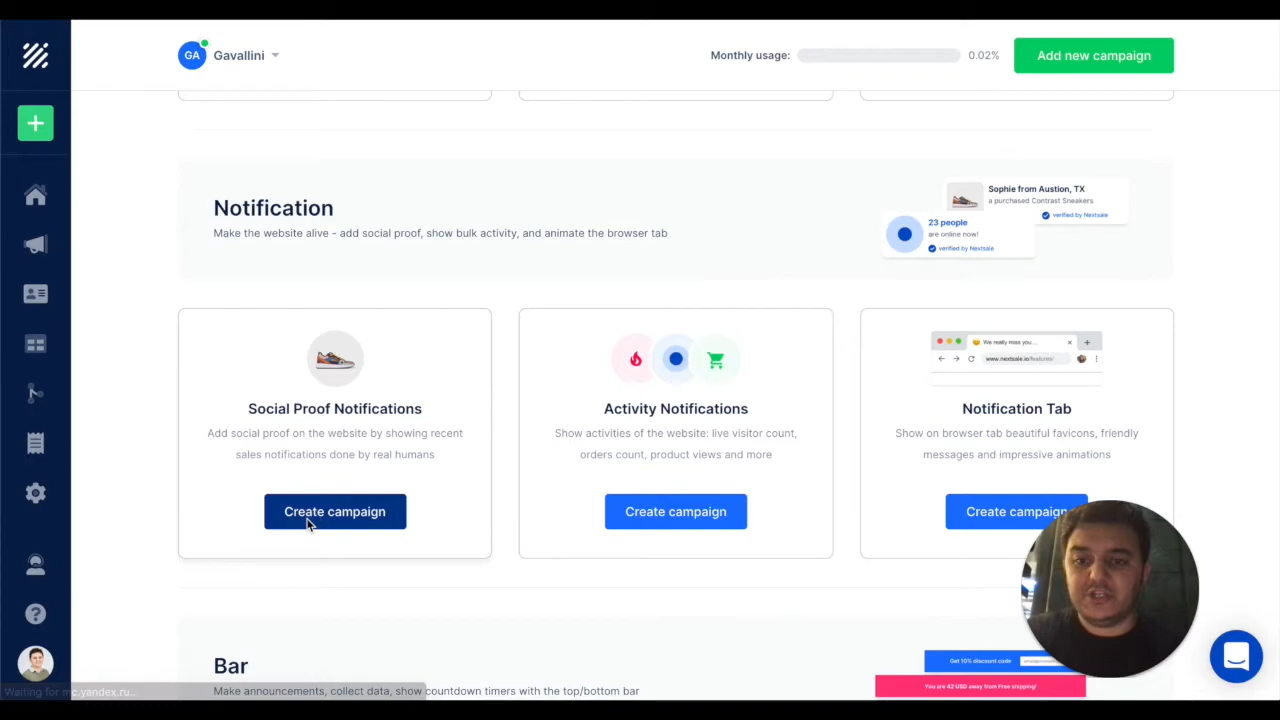 GA
Gavallini
Monthly usage:
0.02%
Add new campaign
Notification
Make the website alive - add social proof, show bulk activity, and animate the browser tab
Sophie from Austion, TX
a purchased Contrast Sneakers
verified by Nextsale
23 people
are online now!
verified by Nextsale
Social Proof Notifications
Add social proof on the website by showing recent
sales notifications done by real humans
Create campaign
Activity Notifications
Show activities of the website: live visitor count,
orders count, product views and more
Create campaign
We really miss you...
www.nextsale.io/features/
Notification Tab
Show on browser tab beautiful favicons, friendly
messages and impressive animations
Create campaign
Bar
Make announcements, collect data, show countdown timers with the top/bottom bar
Get 10% discount code
You are 42 USD away from Free shipping!
Waiting for mc.yandex.ru...